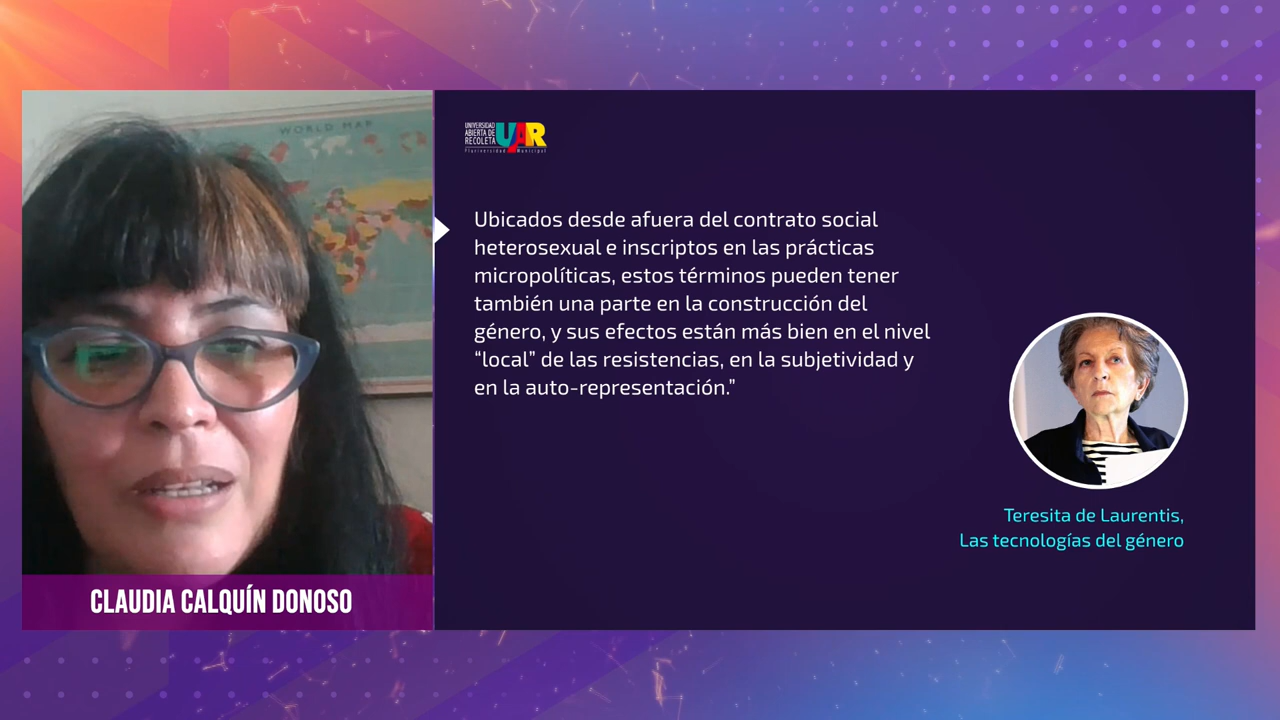 WORLD MAP
UNIVERSIDAD
ABIERTA DE
RECOLETA
UAR
Pluriversidad Municipal
Ubicados desde afuera del contrato social
heterosexual e inscriptos en las prácticas
micropolíticas, estos términos pueden tener
también una parte en la construcción del
género, y sus efectos están más bien en el nivel
“local” de las resistencias, en la subjetividad y
en la auto-representación.”
Teresita de Laurentis,
Las tecnologías del género
CLAUDIA CALQUÍN DONOSO